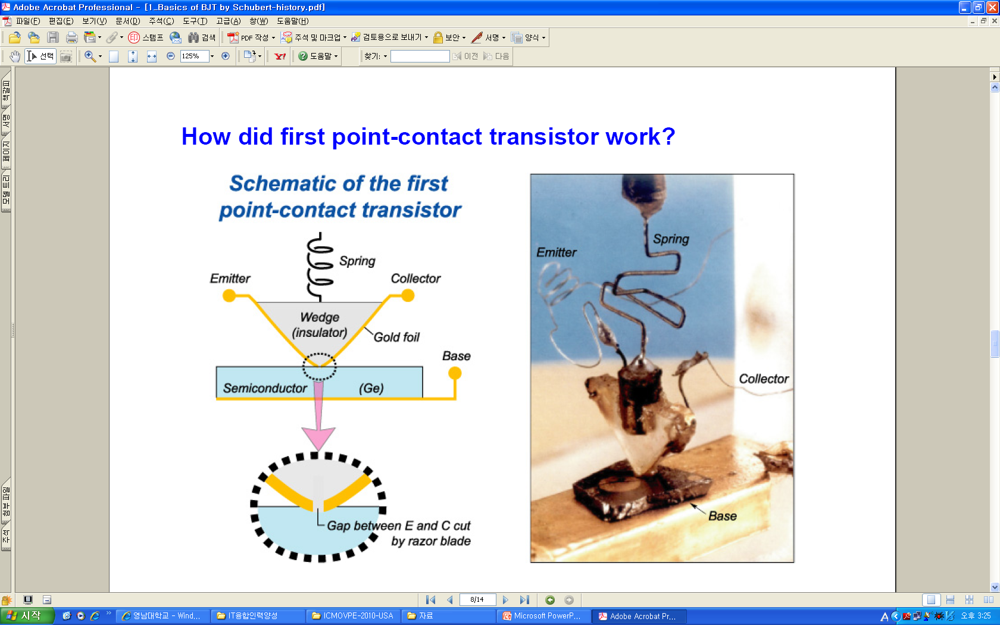 Adobe Acrobat Professional - [1_Basics of BJT by Schubert-history.pdf]
파일(F) 편집(E) 보기(V) 문서(D) 주석(C) 도구(T) 고급(A) 창(W) 도움말(H)
스탬프 검색 PDF 작성 주석 및 마크업 검토용으로 보내기 보안 서명 양식
선택 125% Y! 도움말 찾기: 이전 다음
책갈피
서명
페이지
모델 트리
첨부 파일
주석
How did first point-contact transistor work?
Schematic of the first
point-contact transistor
Spring
Emitter
Collector
Wedge
(insulator)
Gold foil
Base
Semiconductor (Ge)
Gap between E and C cut
by razor blade
Spring
Emitter
Collector
Base
8/14
시작 영남대학교 - Wind... IT융합인력양성 ICMOVPE-2010-USA 자료 Microsoft PowerP... Adobe Acrobat Pr... A 오후 3:25